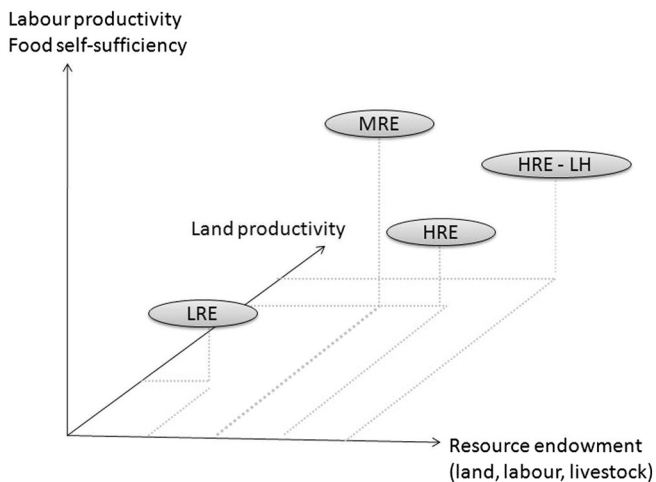 Labour productivity
Food self-sufficiency
MRE
HRE - LH
Land productivity
HRE
LRE
Resource endowment
(land, labour, livestock)